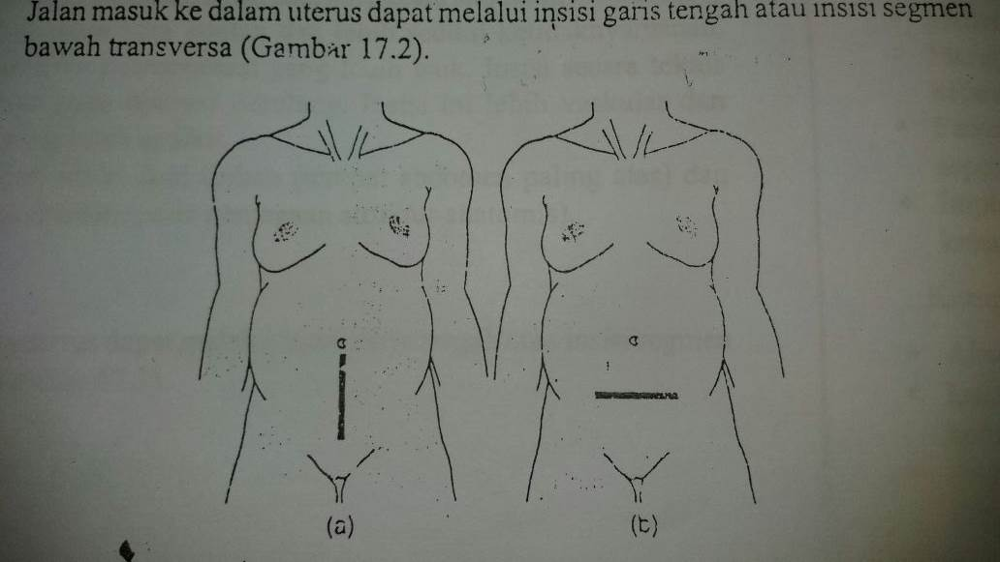 Jalan masuk ke dalam uterus dapat melalui insisi garis tengah atau insisi segmen
bawah transversa (Gambar 17.2).
(a)
(b)